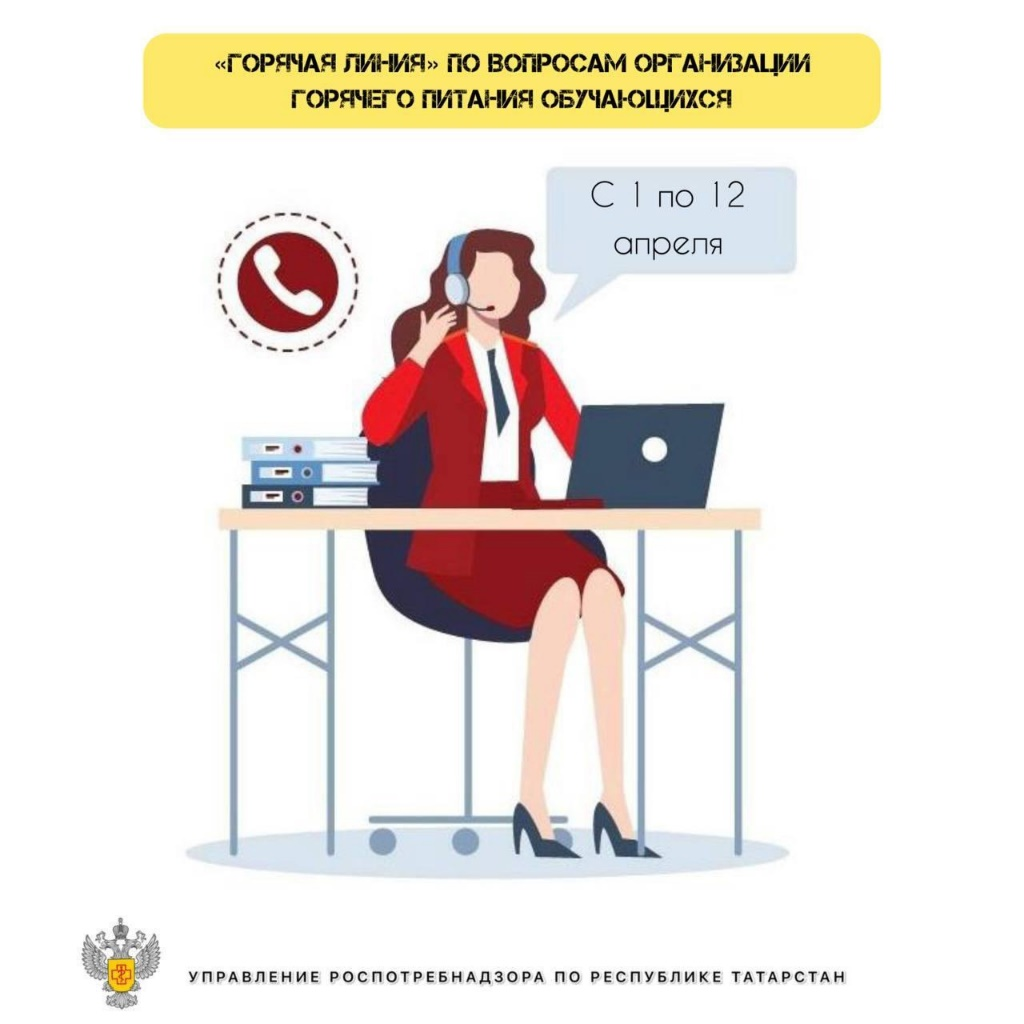 «ГОРЯЧАЯ ЛИНИЯ» ПО ВОПРОСАМ ОРГАНИЗАЦИИ
ГОРЯЧЕГО ПИТАНИЯ ОБУЧАЮЩИХСЯ
С 1 по 12
апреля
УПРАВЛЕНИЕ РОСПОТРЕБНАДЗОРА ПО РЕСПУБЛИКЕ ТАТАРСТАН